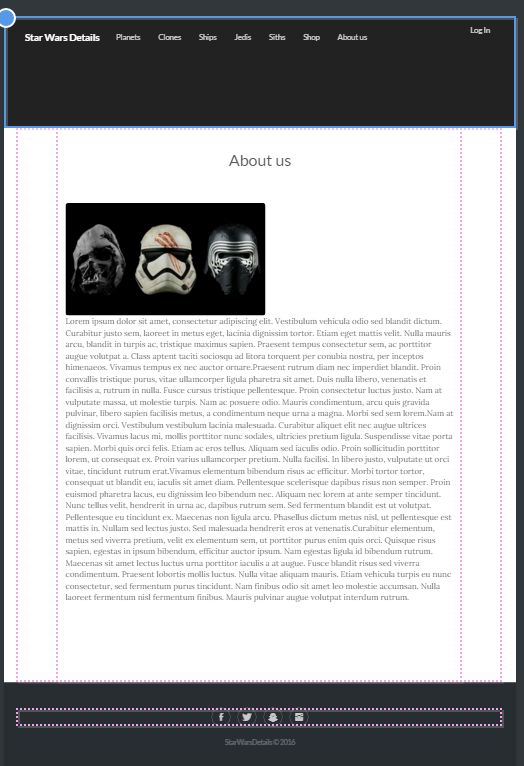 Star Wars Details Planets Clones Ships Jedis Siths Shop About us Log In
About us
Lorem ipsum dolor sit amet, consectetur adipiscing elit. Vestibulum vehicula odio sed blandit dictum.
Curabitur justo sem, laoreet in metus eget, lacinia dignissim tortor. Etiam eget mattis velit. Nulla mauris
arcu, blandit in turpis ac, tristique maximus sapien. Praesent tempus consectetur sem, ac porttitor
augue volutpat a. Class aptent taciti sociosqu ad litora torquent per conubia nostra, per inceptos
himenaeos. Vivamus tempus ex nec auctor ornare.Praesent rutrum diam nec imperdiet blandit. Proin
convallis tristique purus, vitae ullamcorper ligula pharetra sit amet. Duis nulla libero, venenatis et
facilisis a, rutrum in nulla. Fusce cursus tristique pellentesque. Proin sollicitudin tortor eu tortor. Nam at
vulputate massa, ut molestie turpis. Nam ac posuere odio. Mauris condimentum, arcu quis gravida
pulvinar, libero sapien facilisis metus, a condimentum neque urna a magna. Morbi sed sem lorem.Nam at
dignissim orci. Vestibulum vestibulum lacinia malesuada. Curabitur aliquet elit nec augue ultrices
facilisis. Vivamus lacus mi, mollis porttitor nunc sodales, ultricies pretium ligula. Suspendisse vitae porta
sapien. Morbi quis orci felis. Etiam ac eros tellus. Aliquam sed iaculis odio. Proin sollicitudin porttitor
lorem, ut consequat ex. Proin varius ullamcorper pretium. Nulla facilisi. In libero justo, vulputate ut orci
vitae, tincidunt rutrum erat.Vivamus elementum bibendum risus ac efficitur. Morbi tortor tortor,
consequat ut blandit eu, iaculis sit amet diam. Pellentesque scelerisque dapibus risus non semper. Proin
euismod pharetra lacus, eu dignissim leo bibendum nec. Aliquam nec lorem at ante semper tincidunt.
Nunc tellus velit, hendrerit in urna ac, dapibus rutrum sem. Sed fermentum blandit est ut volutpat.
Pellentesque eu tincidunt ex. Maecenas non ligula arcu. Phasellus dictum metus nisl, ut pellentesque est
mattis in. Nullam sed lectus justo. Sed malesuada hendrerit eros at venenatis.Curabitur elementum,
metus sed viverra pretium, velit ex elementum sem, ut porttitor purus enim quis orci. Quisque risus
sapien, egestas in ipsum bibendum, efficitur auctor ipsum. Nam egestas ligula id bibendum rutrum.
Maecenas sit amet lectus luctus urna porttitor iaculis a at augue. Fusce blandit risus sed viverra
condimentum. Praesent lobortis mollis luctus. Nulla vitae aliquam mauris. Etiam vehicula turpis eu nunc
consectetur, sed fermentum purus tincidunt. Nam finibus odio sit amet leo molestie accumsan. Nulla
laoreet fermentum nisl fermentum finibus. Mauris pulvinar augue volutpat interdum rutrum.
StarWarsDetails © 2016